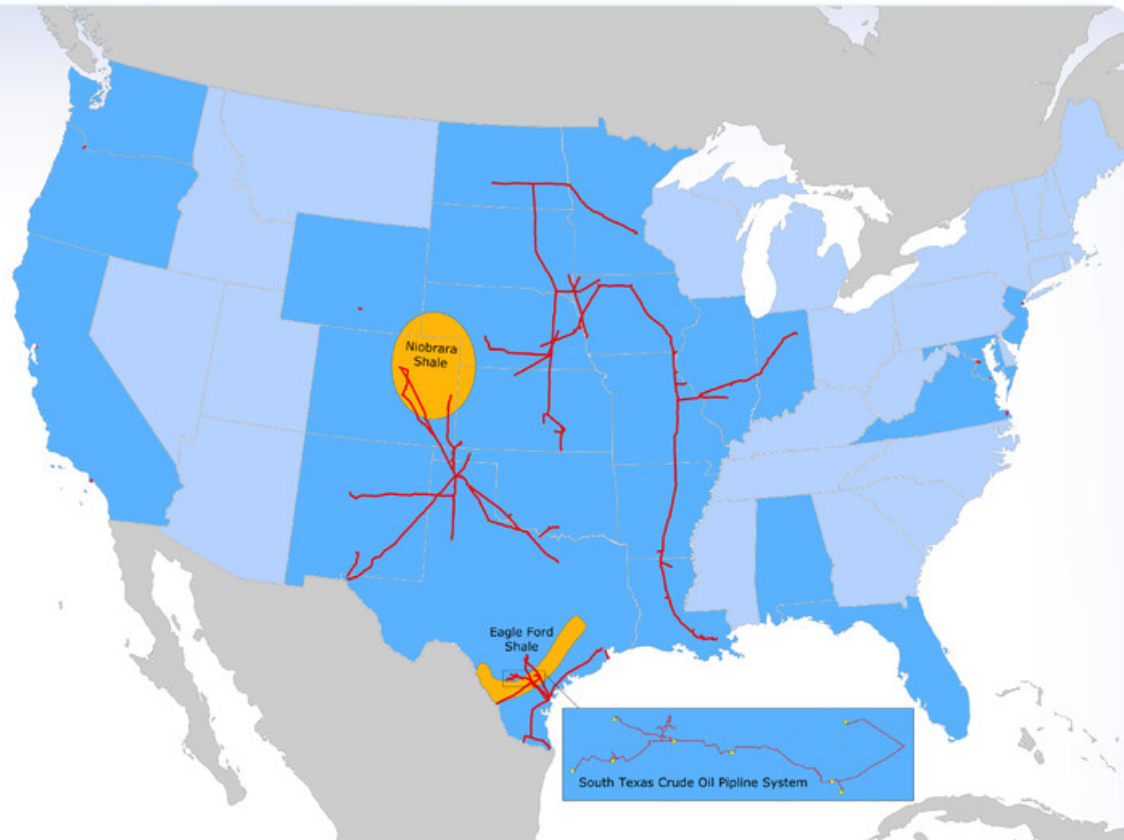 Niobrara
Shale
Eagle Ford
Shale
South Texas Crude Oil Pipline System